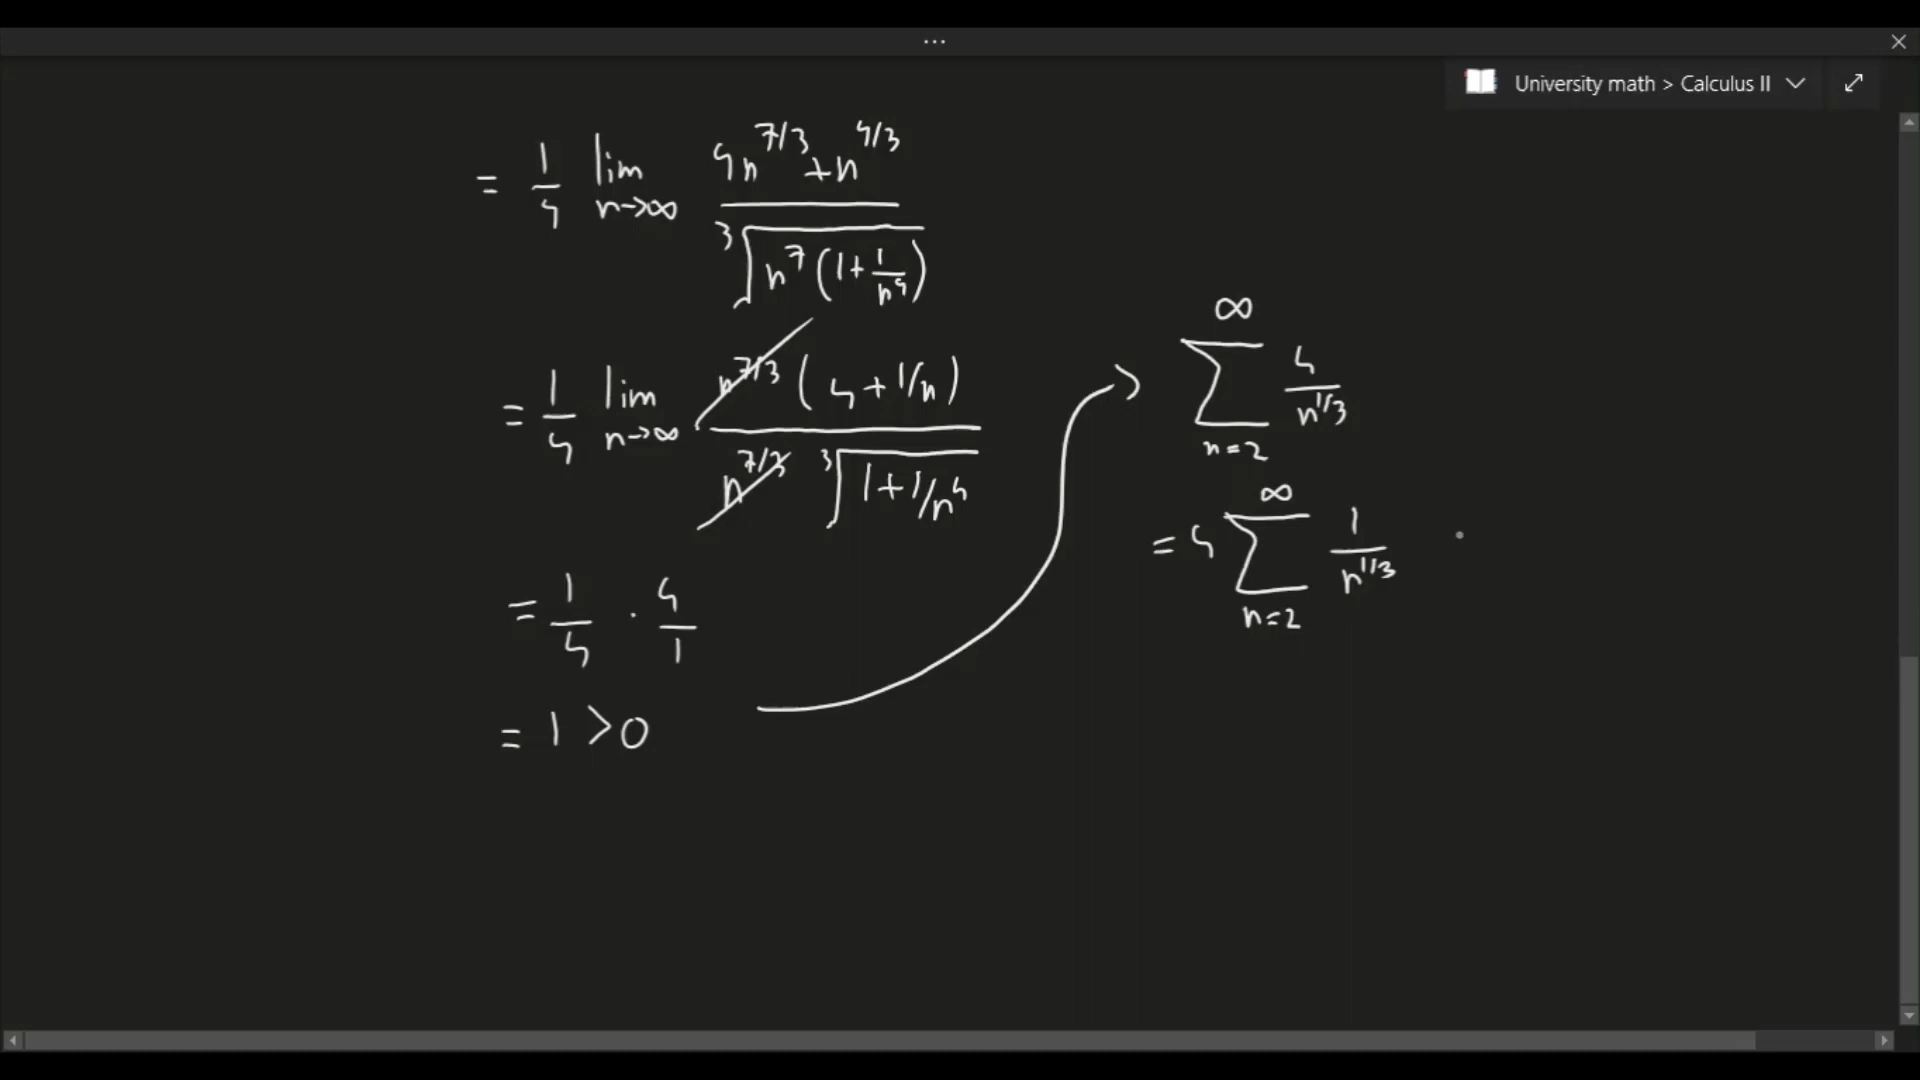 ...
University math > Calculus II
= 1/4 lim n→∞ (4n^7/3 + n^4/3) / ∛(n^7 (1 + 1/n^4))
= 1/4 lim n→∞ n^7/3 (4 + 1/n) / (n^7/3 ∛(1 + 1/n^4))
= 1/4 · 4/1
= 1 > 0
∞ ∑ n=2 4/n^1/3
= 4 ∞ ∑ n=2 1/n^1/3